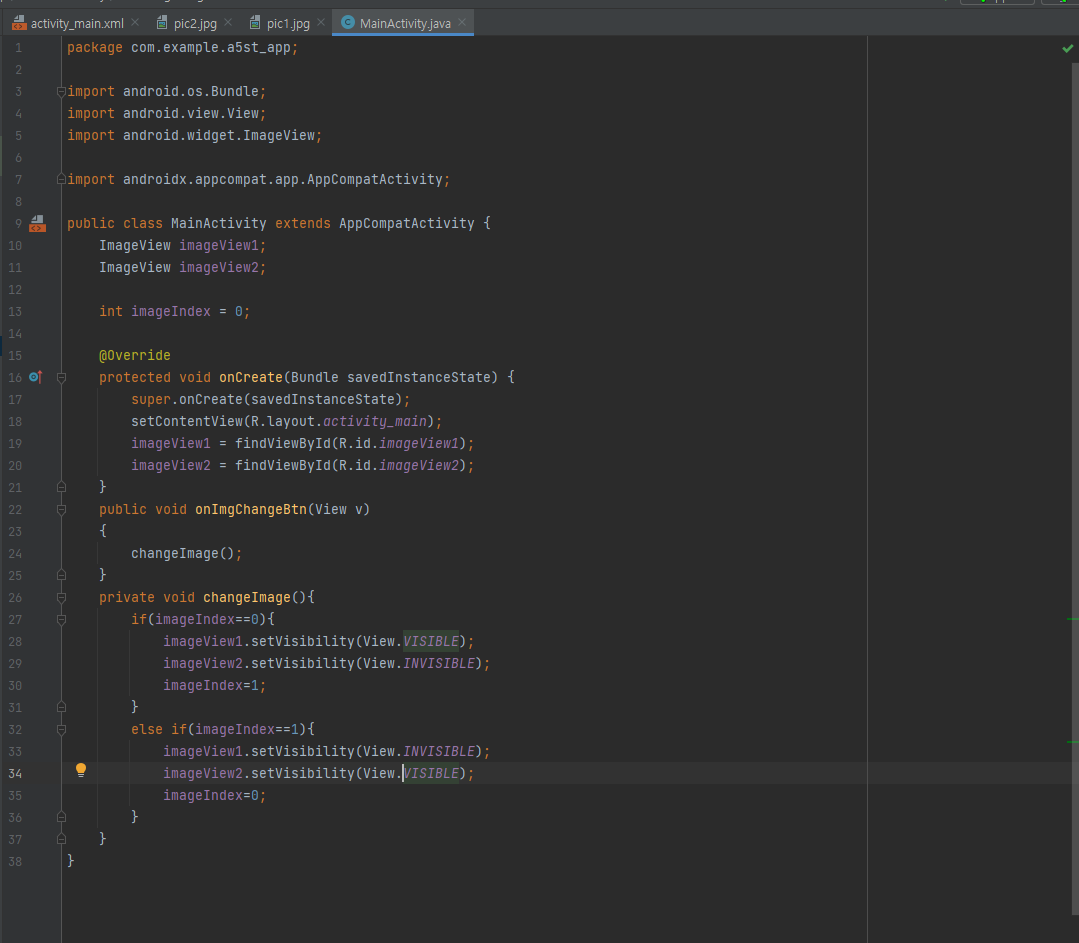 activity_main.xml pic2.jpg pic1.jpg MainActivity.java
1 package com.example.a5st_app;
2
3 import android.os.Bundle;
4 import android.view.View;
5 import android.widget.ImageView;
6
7 import androidx.appcompat.app.AppCompatActivity;
8
9 public class MainActivity extends AppCompatActivity {
10     ImageView imageView1;
11     ImageView imageView2;
12
13     int imageIndex = 0;
14
15     @Override
16     protected void onCreate(Bundle savedInstanceState) {
17         super.onCreate(savedInstanceState);
18         setContentView(R.layout.activity_main);
19         imageView1 = findViewById(R.id.imageView1);
20         imageView2 = findViewById(R.id.imageView2);
21     }
22     public void onImgChangeBtn(View v)
23     {
24         changeImage();
25     }
26     private void changeImage(){
27         if(imageIndex==0){
28             imageView1.setVisibility(View.VISIBLE);
29             imageView2.setVisibility(View.INVISIBLE);
30             imageIndex=1;
31         }
32         else if(imageIndex==1){
33             imageView1.setVisibility(View.INVISIBLE);
34             imageView2.setVisibility(View.VISIBLE);
35             imageIndex=0;
36         }
37     }
38 }